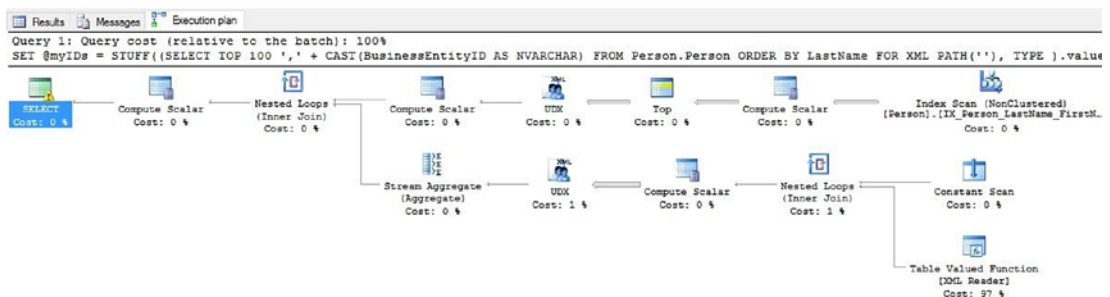 Results Messages Execution plan
Query 1: Query cost (relative to the batch): 100%
SET @myIDs = STUFF((SELECT TOP 100 ',' + CAST(BusinessEntityID AS NVARCHAR) FROM Person.Person ORDER BY LastName FOR XML PATH(''), TYPE ).value
SELECT
Cost: 0 %
Compute Scalar
Cost: 0 %
Nested Loops
(Inner Join)
Cost: 0 %
Compute Scalar
Cost: 0 %
UDX
Cost: 0 %
Top
Cost: 0 %
Compute Scalar
Cost: 0 %
Index Scan (NonClustered)
[Person].[IX_Person_LastName_FirstN…
Cost: 0 %
Stream Aggregate
(Aggregate)
Cost: 0 %
UDX
Cost: 1 %
Compute Scalar
Cost: 0 %
Nested Loops
(Inner Join)
Cost: 1 %
Constant Scan
Cost: 0 %
Table Valued Function
[XML Reader]
Cost: 97 %